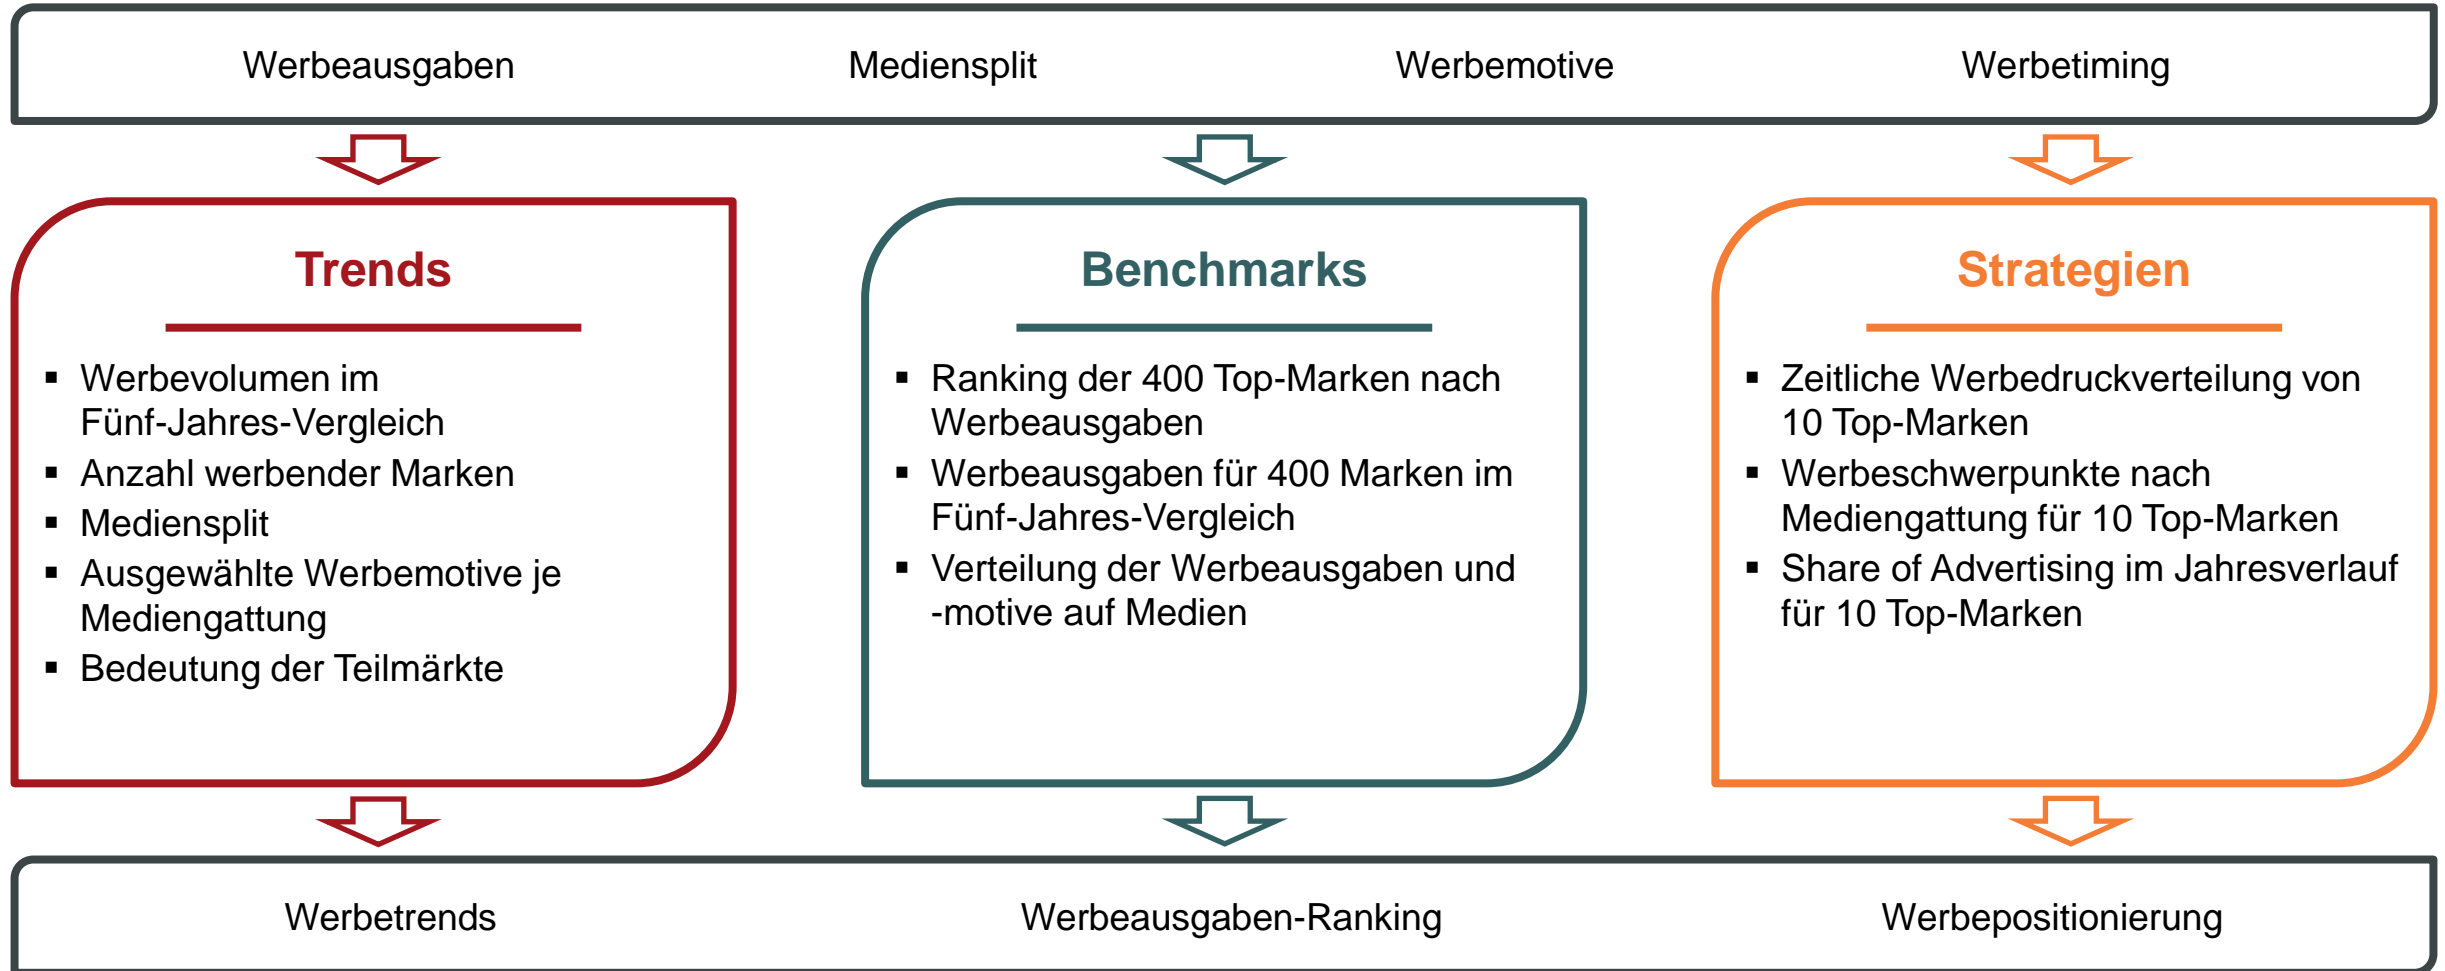 Werbeausgaben Mediensplit Werbemotive Werbetiming
Trends
▪ Werbevolumen im
Fünf-Jahres-Vergleich
▪ Anzahl werbender Marken
▪ Mediensplit
▪ Ausgewählte Werbemotive je
Mediengattung
▪ Bedeutung der Teilmärkte
Benchmarks
▪ Ranking der 400 Top-Marken nach
Werbeausgaben
▪ Werbeausgaben für 400 Marken im
Fünf-Jahres-Vergleich
▪ Verteilung der Werbeausgaben und
-motive auf Medien
Strategien
▪ Zeitliche Werbedruckverteilung von
10 Top-Marken
▪ Werbeschwerpunkte nach
Mediengattung für 10 Top-Marken
▪ Share of Advertising im Jahresverlauf
für 10 Top-Marken
Werbetrends Werbeausgaben-Ranking Werbepositionierung